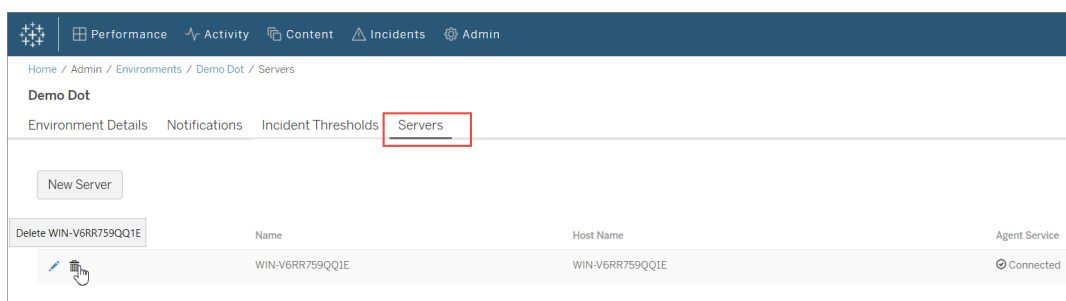 Performance Activity Content Incidents Admin
Home / Admin / Environments / Demo Dot / Servers
Demo Dot
Environment Details Notifications Incident Thresholds Servers
New Server
Delete WIN-V6RR759QQ1E
Name Host Name Agent Service
WIN-V6RR759QQ1E WIN-V6RR759QQ1E Connected